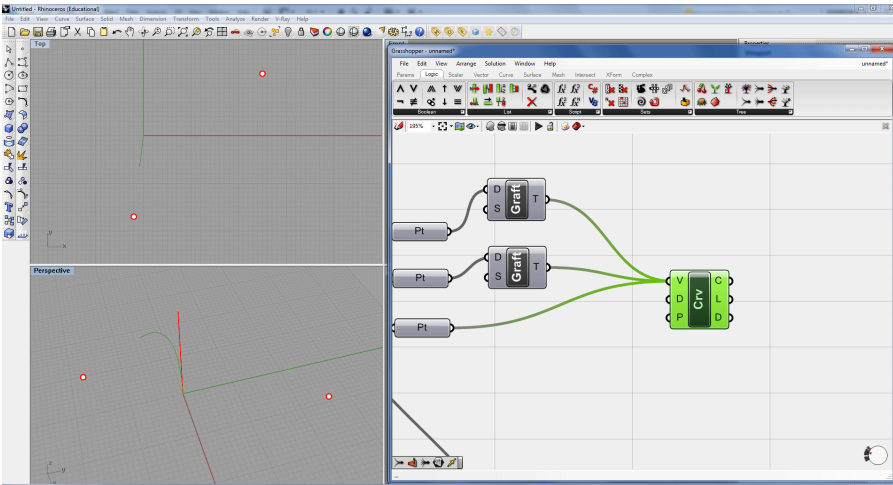 Untitled - Rhinoceros (Educational)
File Edit View Curve Surface Solid Mesh Dimension Transform Tools Analyze Render V-Ray Help
Top
y
x
Perspective
z
y
x
Properties
Grasshopper - unnamed*
File Edit View Arrange Solution Window Help
unnamed*
Params Logic Scalar Vector Curve Surface Mesh Intersect XForm Complex
Boolean List Script Sets Tree
195%
D
S
Graft
T
Pt
D
S
Graft
T
Pt
Pt
V
D
P
Crv
C
L
D